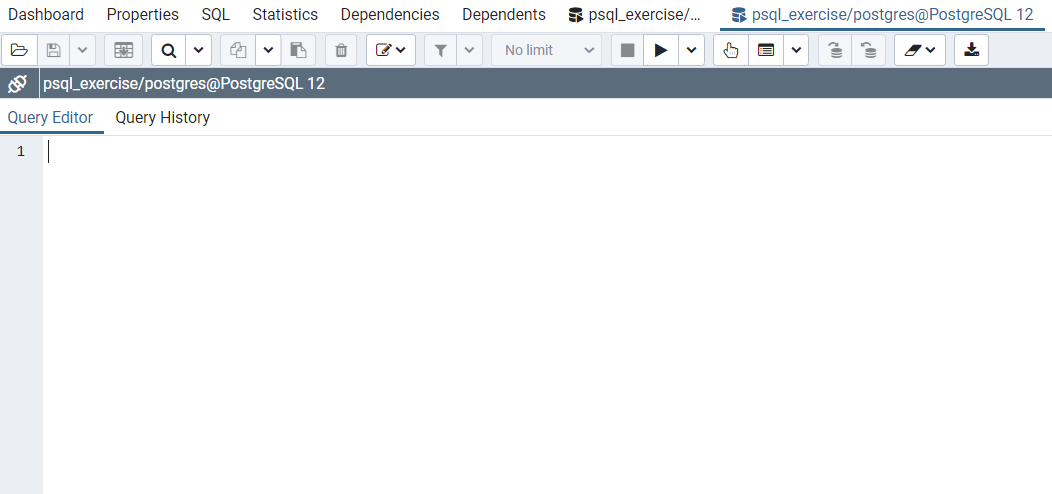 Dashboard Properties SQL Statistics Dependencies Dependents psql_exercise/... psql_exercise/postgres@PostgreSQL 12
No limit
psql_exercise/postgres@PostgreSQL 12
Query Editor Query History
1